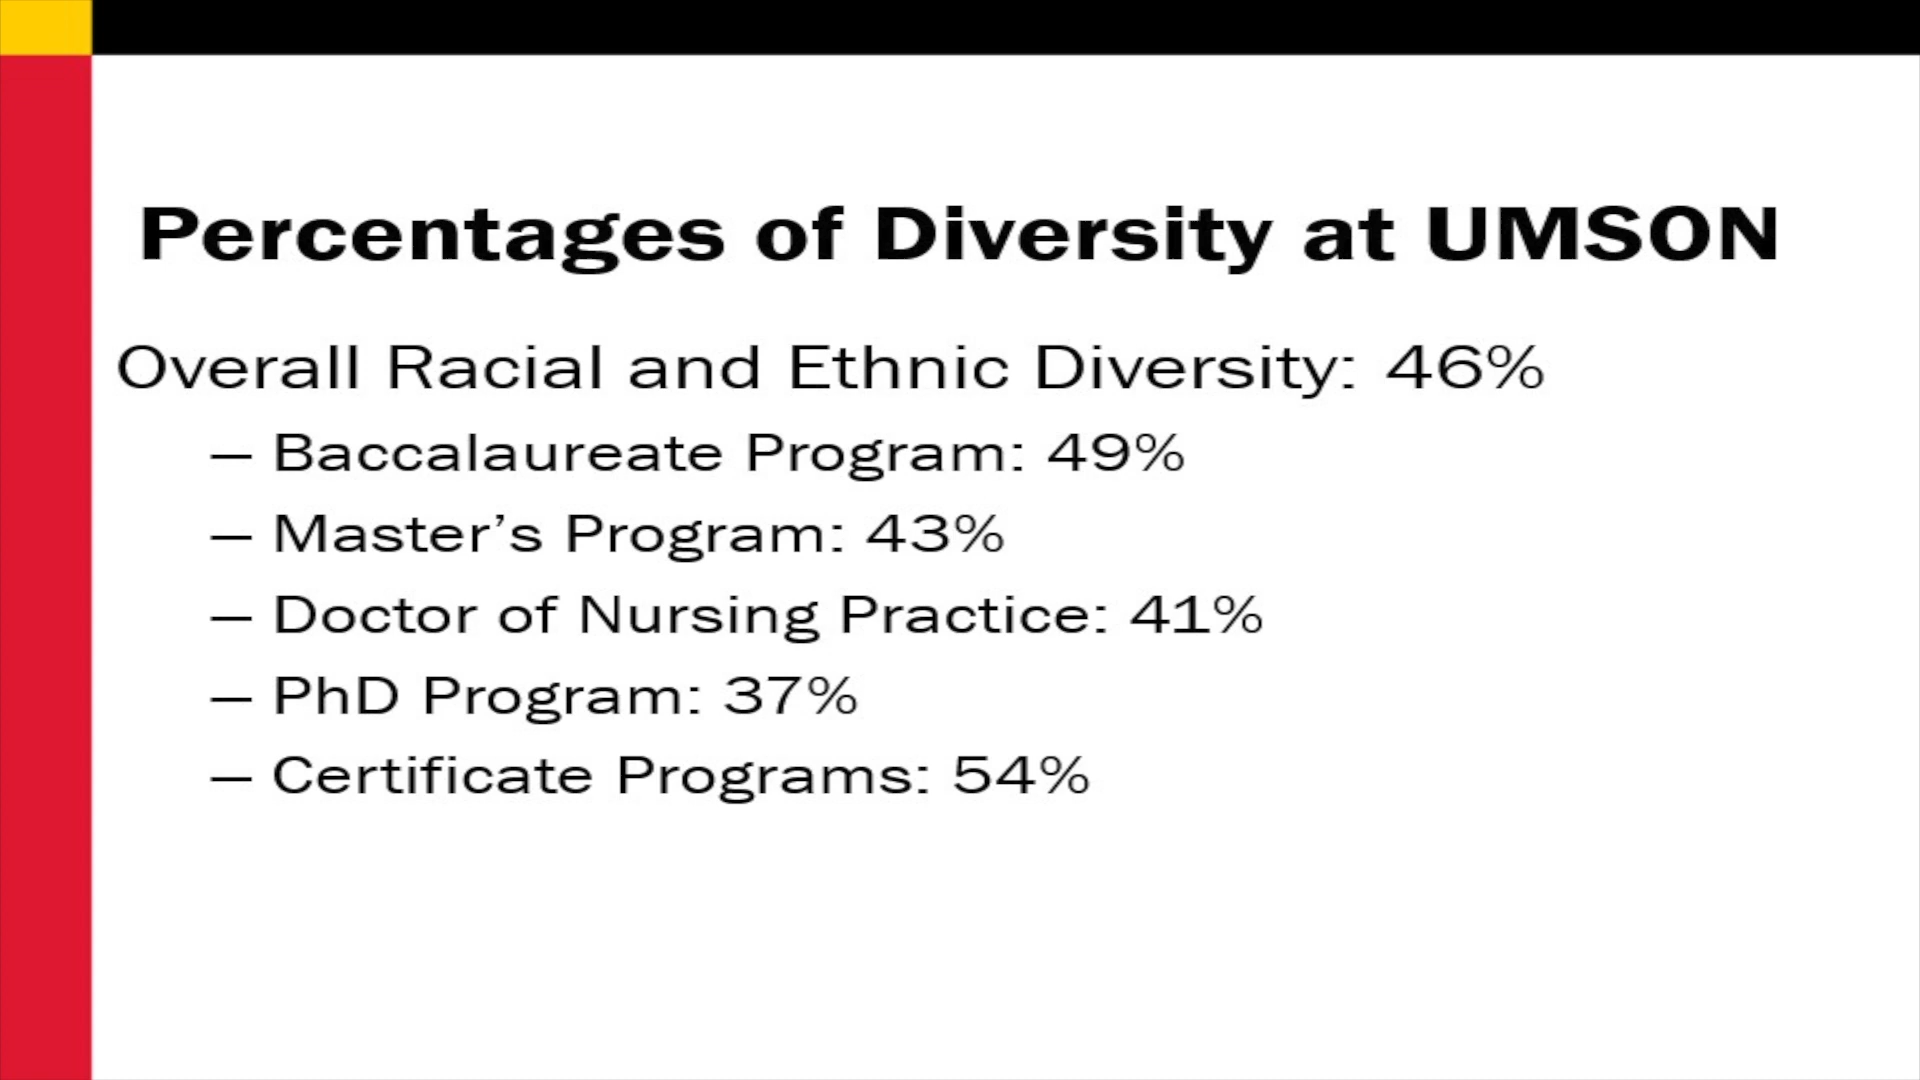 Percentages of Diversity at UMSON
Overall Racial and Ethnic Diversity: 46%
– Baccalaureate Program: 49%
– Master’s Program: 43%
– Doctor of Nursing Practice: 41%
– PhD Program: 37%
– Certificate Programs: 54%